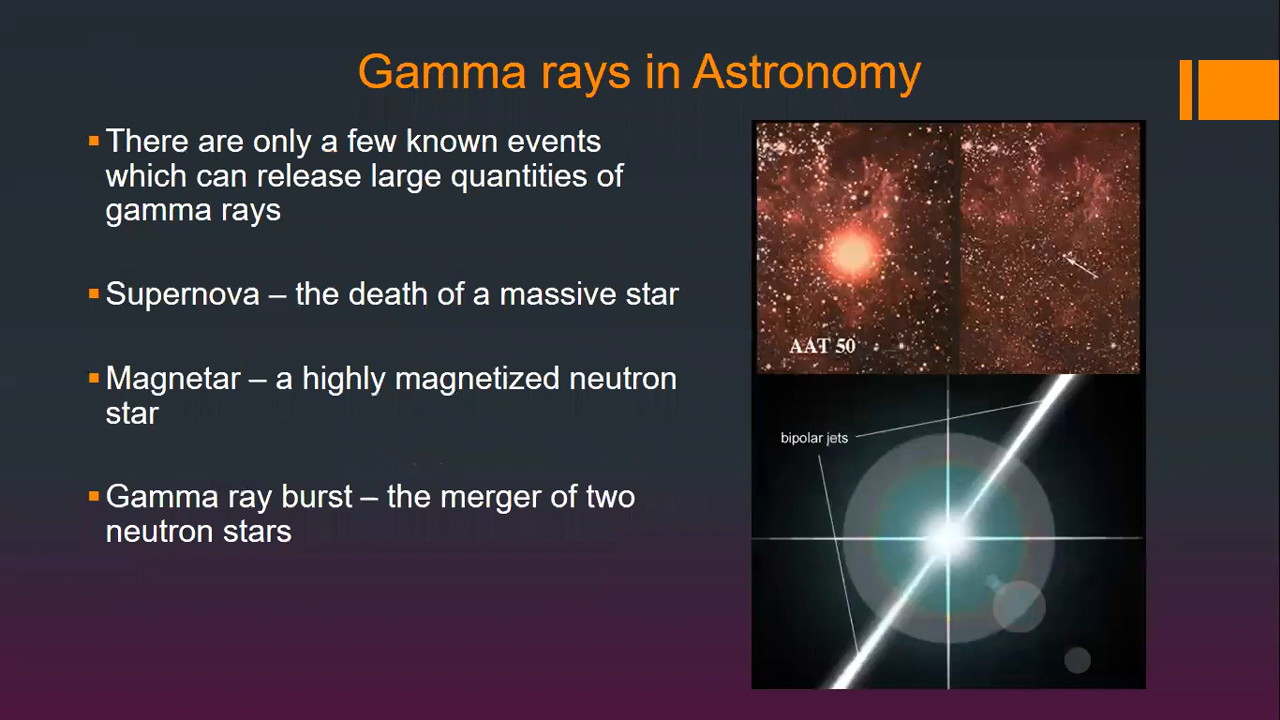 Gamma rays in Astronomy
▪There are only a few known events
which can release large quantities of
gamma rays
▪Supernova – the death of a massive star
▪Magnetar – a highly magnetized neutron
star
▪Gamma ray burst – the merger of two
neutron stars
AAT 50
bipolar jets